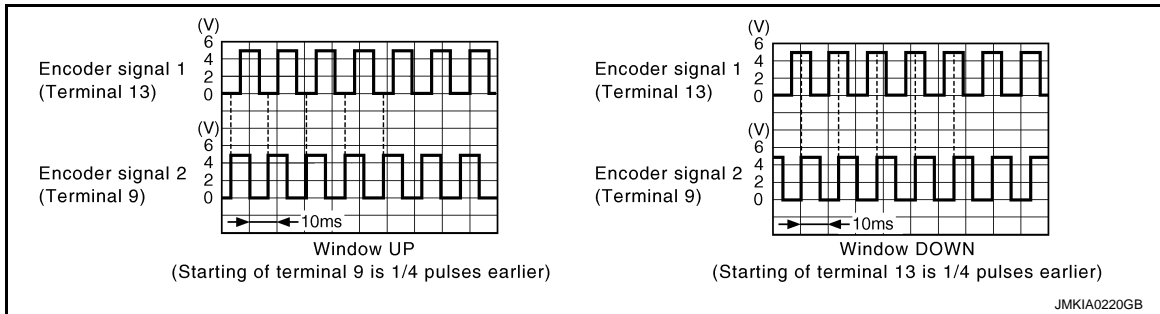 (V)
6
4
2
0
Encoder signal 1
(Terminal 13)
(V)
6
4
2
0
Encoder signal 2
(Terminal 9)
10ms
Window UP
(Starting of terminal 9 is 1/4 pulses earlier)
(V)
6
4
2
0
Encoder signal 1
(Terminal 13)
(V)
6
4
2
0
Encoder signal 2
(Terminal 9)
10ms
Window DOWN
(Starting of terminal 13 is 1/4 pulses earlier)
JMKIA0220GB